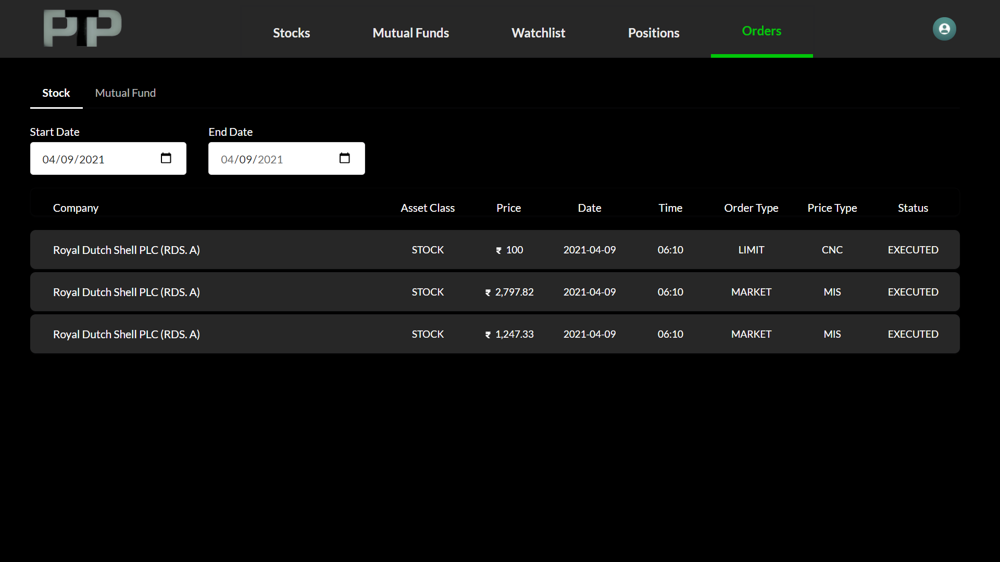 PTP
Stocks Mutual Funds Watchlist Positions Orders
Stock Mutual Fund
Start Date End Date
04/09/2021 04/09/2021
Company Asset Class Price Date Time Order Type Price Type Status
Royal Dutch Shell PLC (RDS. A) STOCK ₹ 100 2021-04-09 06:10 LIMIT CNC EXECUTED
Royal Dutch Shell PLC (RDS. A) STOCK ₹ 2,797.82 2021-04-09 06:10 MARKET MIS EXECUTED
Royal Dutch Shell PLC (RDS. A) STOCK ₹ 1,247.33 2021-04-09 06:10 MARKET MIS EXECUTED